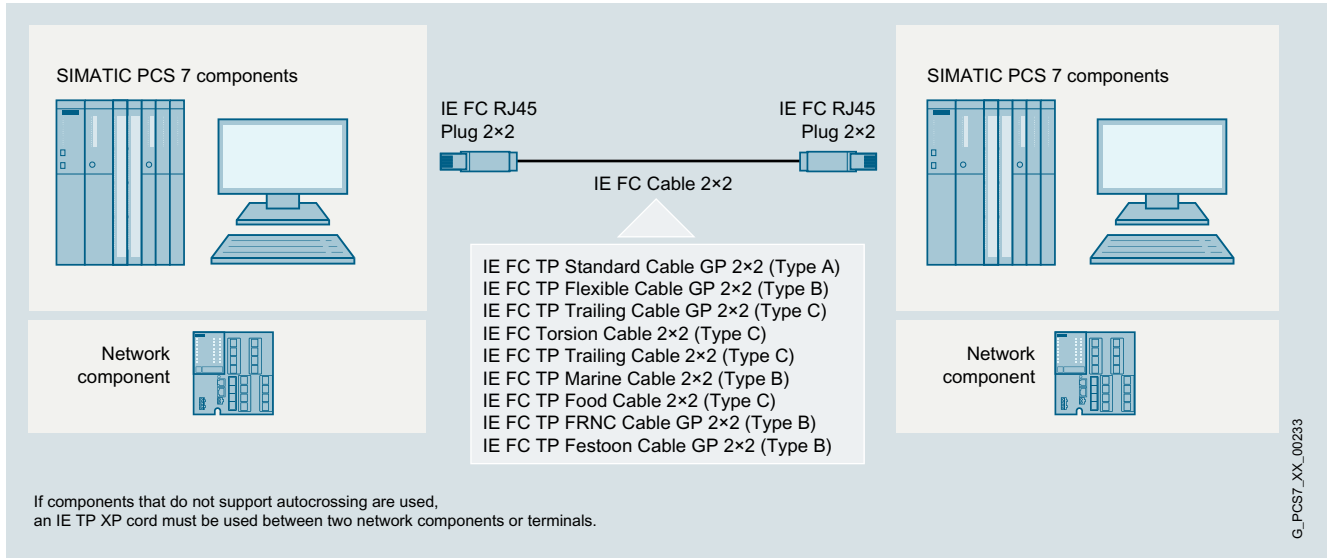 SIMATIC PCS 7 components
SIMATIC PCS 7 components
IE FC RJ45
Plug 2×2
IE FC RJ45
Plug 2×2
IE FC Cable 2×2
IE FC TP Standard Cable GP 2×2 (Type A)
IE FC TP Flexible Cable GP 2×2 (Type B)
IE FC TP Trailing Cable GP 2×2 (Type C)
IE FC Torsion Cable 2×2 (Type C)
IE FC TP Trailing Cable 2×2 (Type C)
IE FC TP Marine Cable 2×2 (Type B)
IE FC TP Food Cable 2×2 (Type C)
IE FC TP FRNC Cable GP 2×2 (Type B)
IE FC TP Festoon Cable GP 2×2 (Type B)
Network
component
Network
component
If components that do not support autocrossing are used,
an IE TP XP cord must be used between two network components or terminals.
G_PCS7_XX_00233